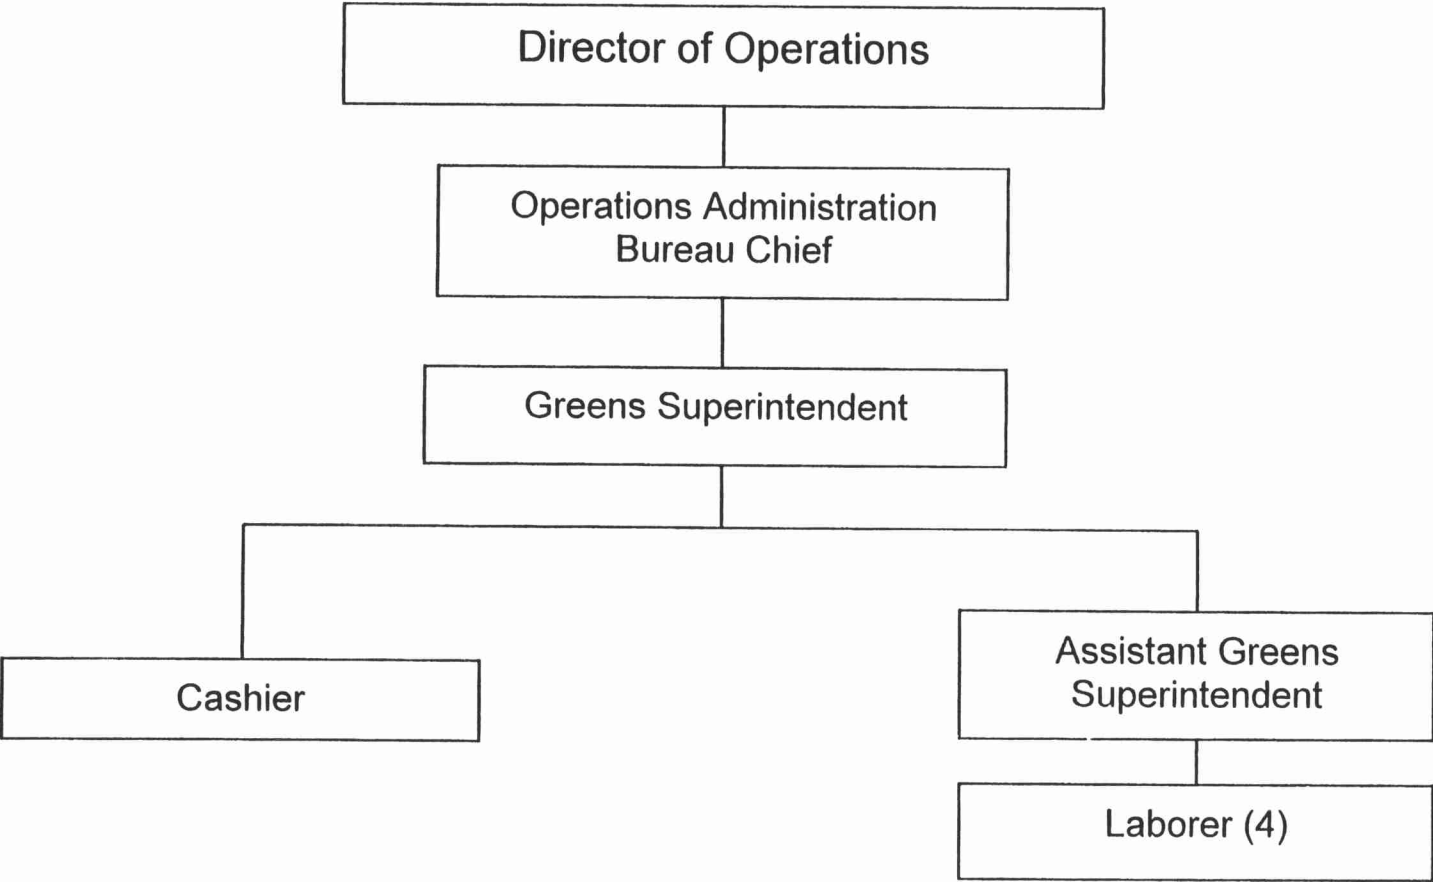 Director of Operations
Operations Administration
Bureau Chief
Greens Superintendent
Cashier
Assistant Greens
Superintendent
Laborer (4)